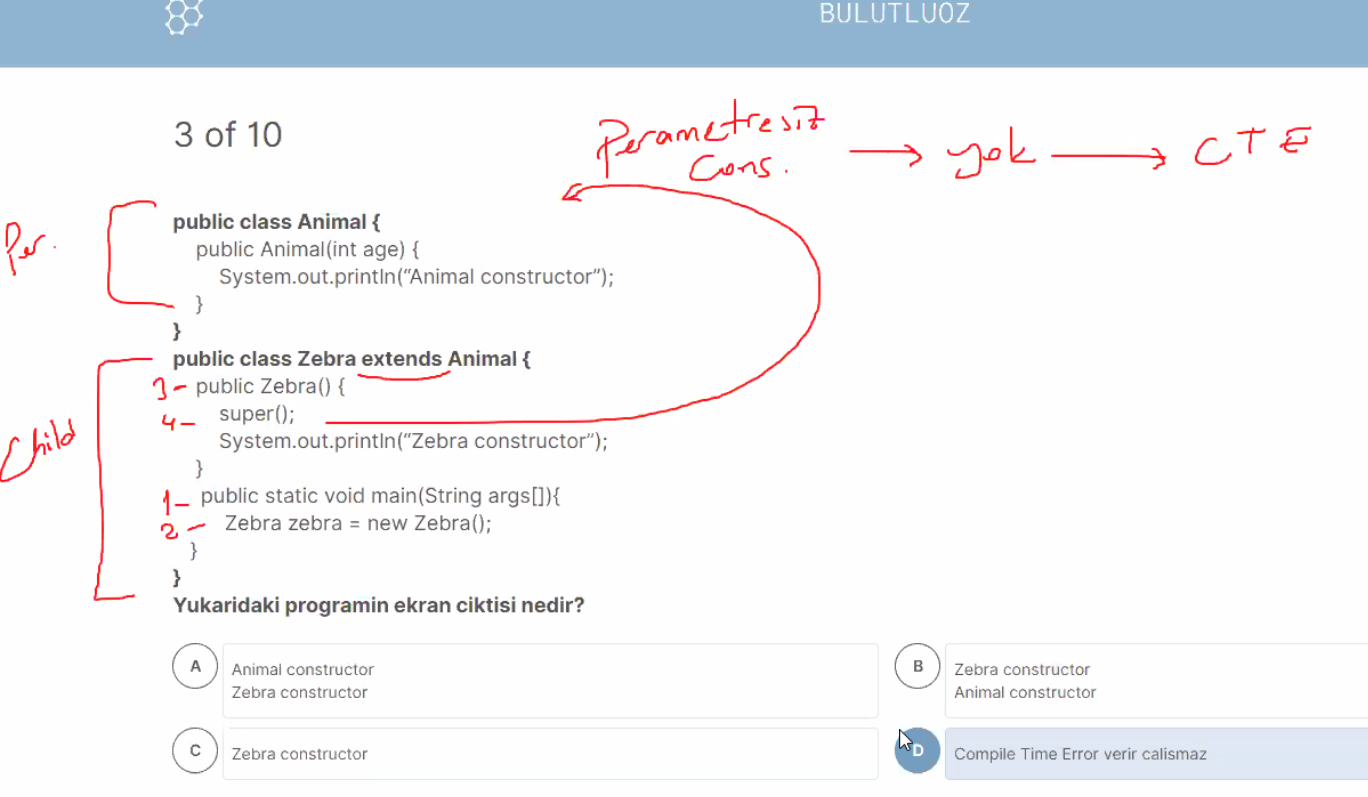 BULUTLUOZ
3 of 10
Perametresiz
Cons.
yok
CTE
Per.
public class Animal {
public Animal(int age) {
System.out.println(“Animal constructor”);
}
}
public class Zebra extends Animal {
3- public Zebra() {
4- super();
System.out.println(“Zebra constructor”);
}
Child
1- public static void main(String args[]){
2- Zebra zebra = new Zebra();
}
}
Yukaridaki programin ekran ciktisi nedir?
A
Animal constructor
Zebra constructor
B
Zebra constructor
Animal constructor
C
Zebra constructor
D
Compile Time Error verir calismaz